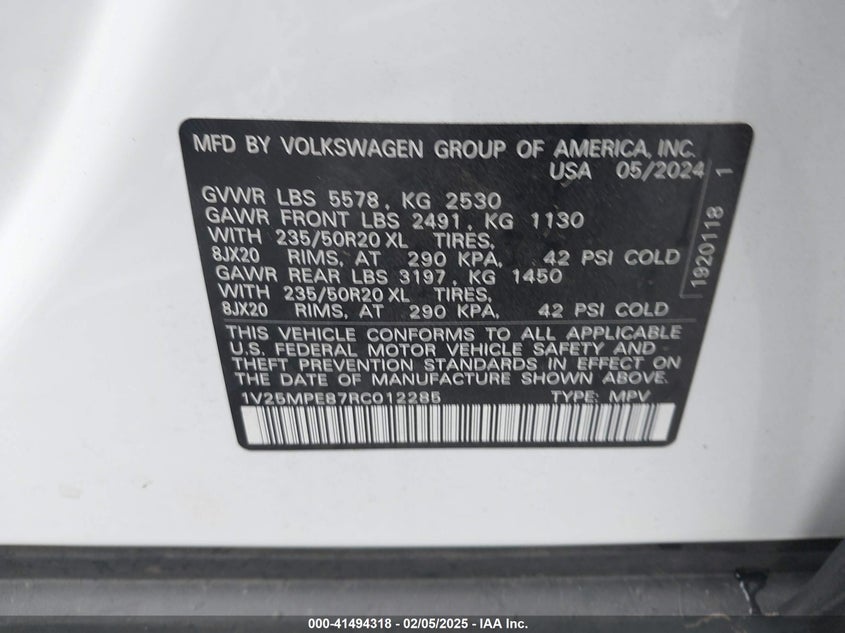 MFD BY VOLKSWAGEN GROUP OF AMERICA, INC.
USA 05/2024
GVWR LBS 5578, KG 2530
GAWR FRONT LBS 2491, KG 1130
WITH 235/50R20 XL TIRES,
8JX20 RIMS, AT 290 KPA, 42 PSI COLD
GAWR REAR LBS 3197, KG 1450
WITH 235/50R20 XL TIRES,
8JX20 RIMS, AT 290 KPA, 42 PSI COLD
THIS VEHICLE CONFORMS TO ALL APPLICABLE
U.S. FEDERAL MOTOR VEHICLE SAFETY AND
THEFT PREVENTION STANDARDS IN EFFECT ON
THE DATE OF MANUFACTURE SHOWN ABOVE.
1V25MPE87RC012285 TYPE: MPV
1920118 1
000-41494318 - 02/05/2025 - IAA Inc.